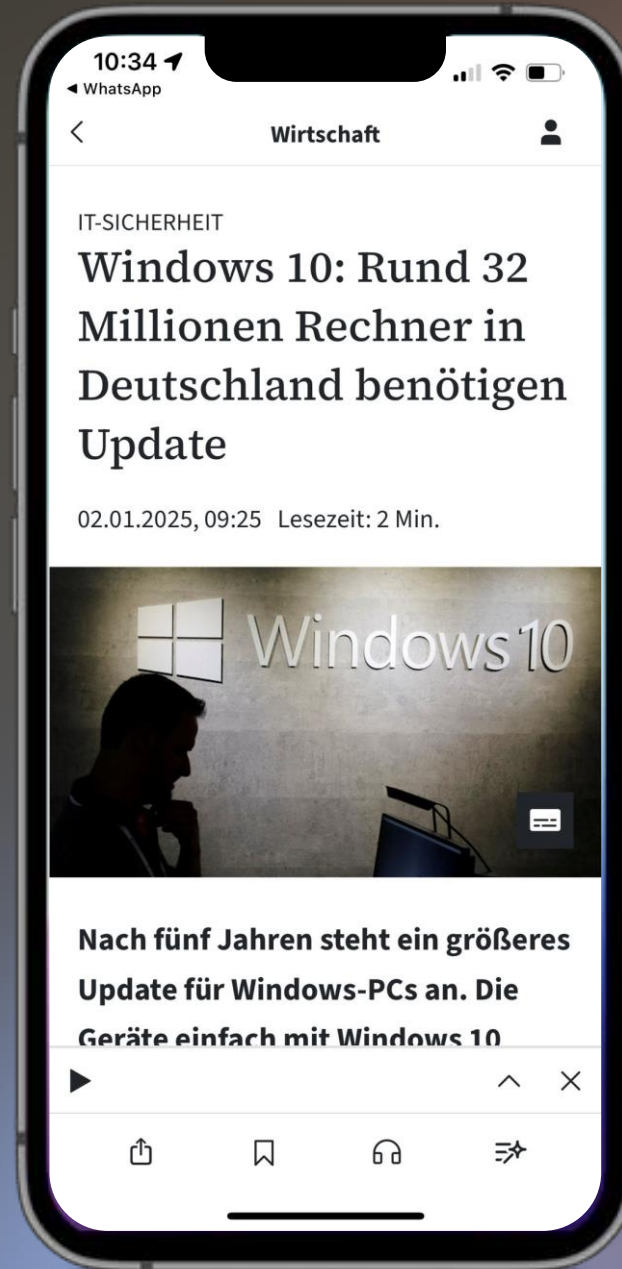 10:34
◀ WhatsApp
Wirtschaft
IT-SICHERHEIT
Windows 10: Rund 32
Millionen Rechner in
Deutschland benötigen
Update
02.01.2025, 09:25 Lesezeit: 2 Min.
Windows 10
Nach fünf Jahren steht ein größeres
Update für Windows-PCs an. Die
Geräte einfach mit Windows 10